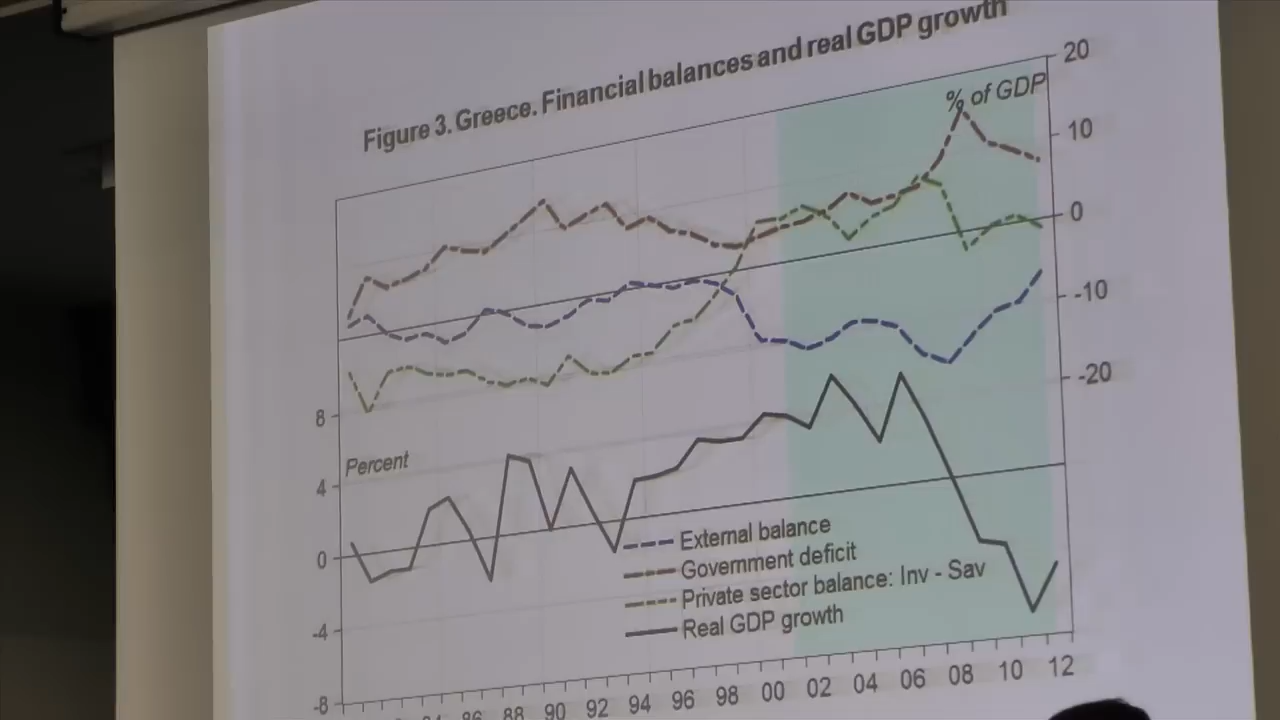 Figure 3. Greece. Financial balances and real GDP growth
20
% of GDP
10
0
-10
-20
8
Percent
4
0
-4
-8
External balance
Government deficit
Private sector balance: Inv - Sav
Real GDP growth
86 88 90 92 94 96 98 00 02 04 06 08 10 12